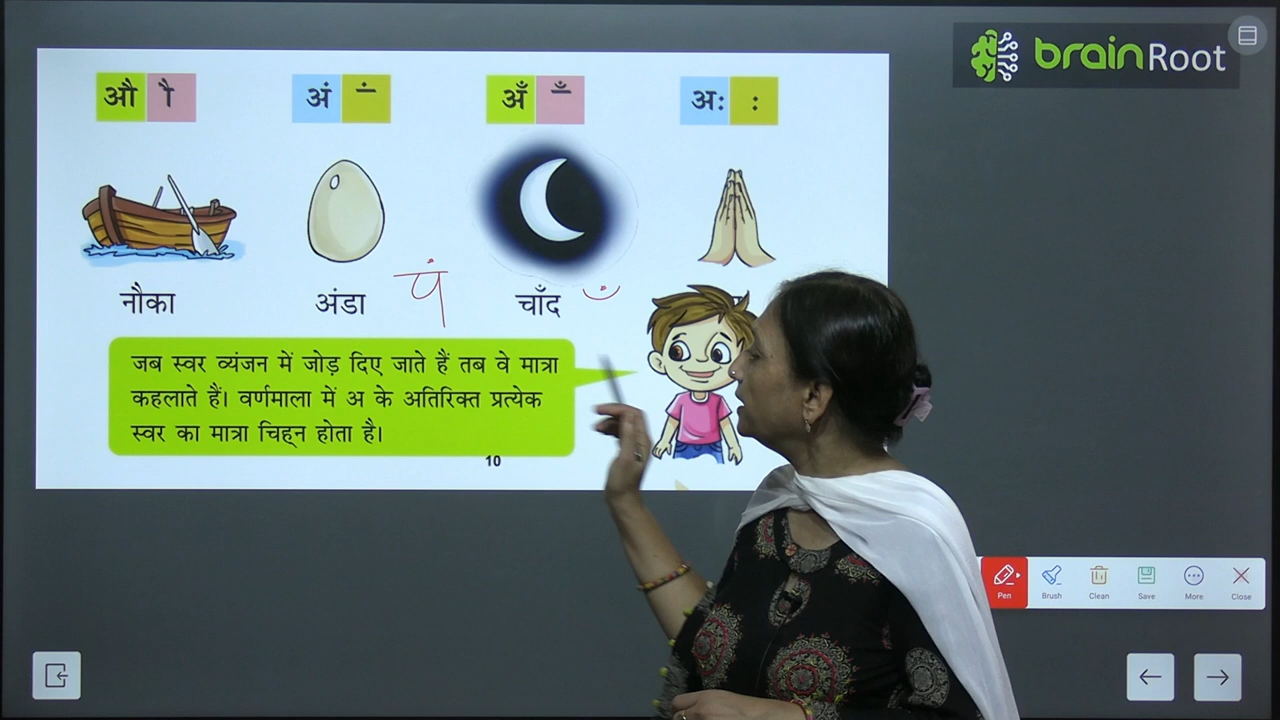 brainRoot
औ ौ अं ं अँ ँ अः ः
नौका अंडा पं चाँद ँ
जब स्वर व्यंजन में जोड़ दिए जाते हैं तब वे मात्रा
कहलाते हैं। वर्णमाला में अ के अतिरिक्त प्रत्येक
स्वर का मात्रा चिह्न होता है।
10
Pen Brush Clean Save More Close